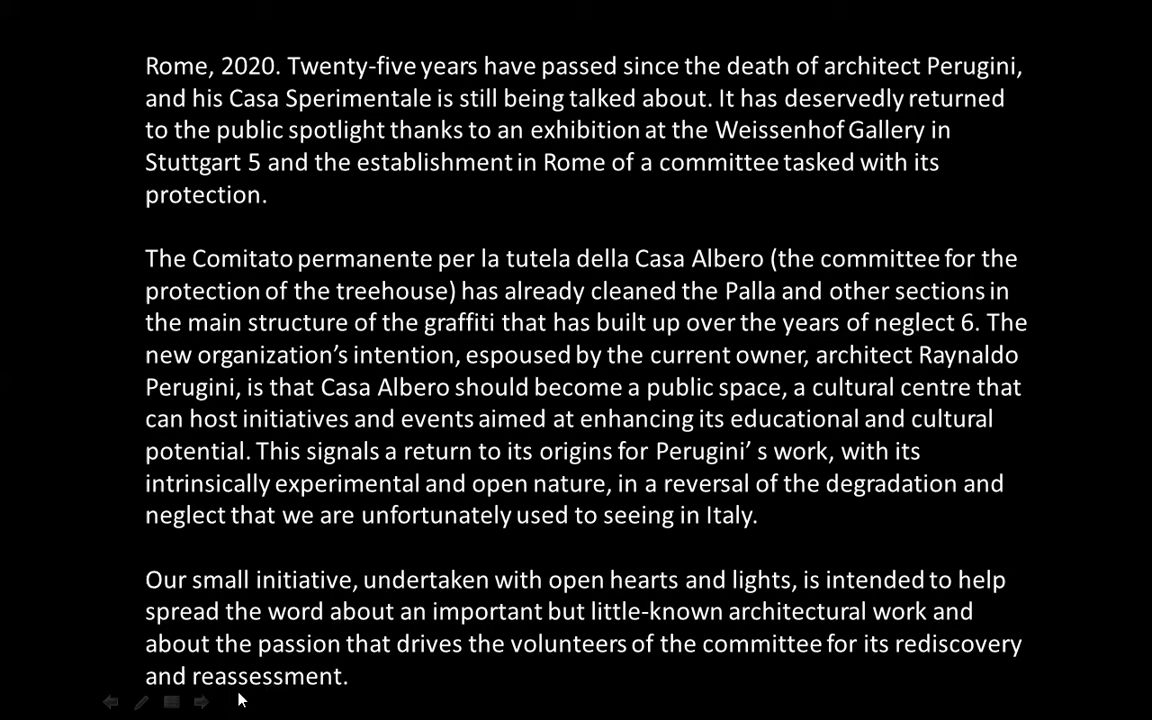 Rome, 2020. Twenty-five years have passed since the death of architect Perugini,
and his Casa Sperimentale is still being talked about. It has deservedly returned
to the public spotlight thanks to an exhibition at the Weissenhof Gallery in
Stuttgart 5 and the establishment in Rome of a committee tasked with its
protection.
The Comitato permanente per la tutela della Casa Albero (the committee for the
protection of the treehouse) has already cleaned the Palla and other sections in
the main structure of the graffiti that has built up over the years of neglect 6. The
new organization’s intention, espoused by the current owner, architect Raynaldo
Perugini, is that Casa Albero should become a public space, a cultural centre that
can host initiatives and events aimed at enhancing its educational and cultural
potential. This signals a return to its origins for Perugini’ s work, with its
intrinsically experimental and open nature, in a reversal of the degradation and
neglect that we are unfortunately used to seeing in Italy.
Our small initiative, undertaken with open hearts and lights, is intended to help
spread the word about an important but little-known architectural work and
about the passion that drives the volunteers of the committee for its rediscovery
and reassessment.